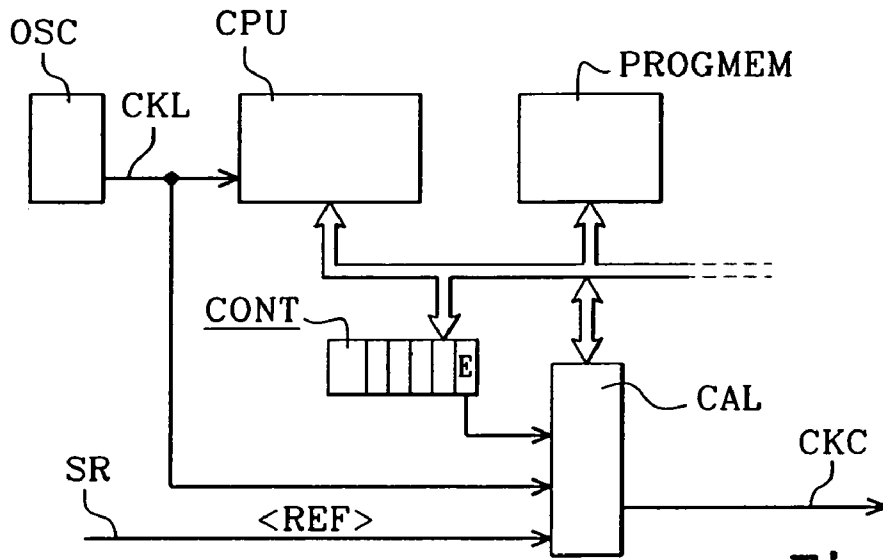 OSC
CPU
PROGMEM
CKL
CONT
E
CAL
CKC
SR
<REF>